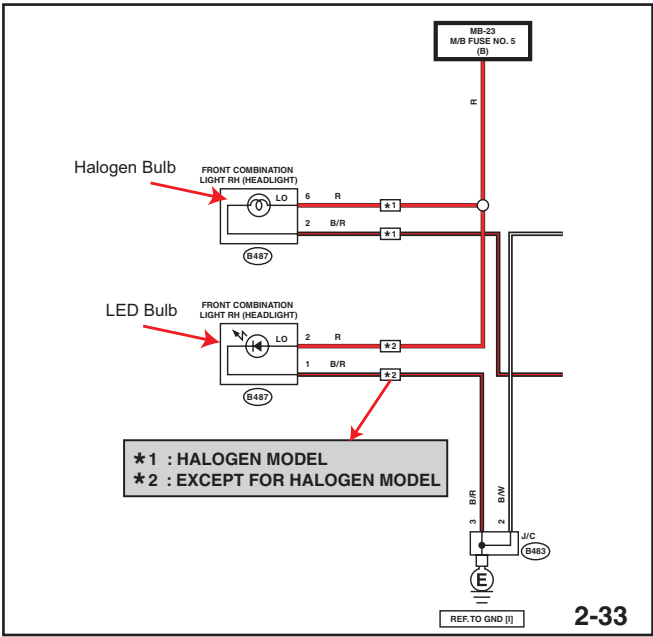 MB-23
M/B FUSE NO. 5
(B)
R
Halogen Bulb
FRONT COMBINATION
LIGHT RH (HEADLIGHT)
LO
6 R
*1
2 B/R
*1
B487
LED Bulb
FRONT COMBINATION
LIGHT RH (HEADLIGHT)
LO
2 R
*2
1 B/R
*2
B487
*1 : HALOGEN MODEL
*2 : EXCEPT FOR HALOGEN MODEL
B/R
B/W
3
2
J/C
B483
E
REF. TO GND [I]
2-33